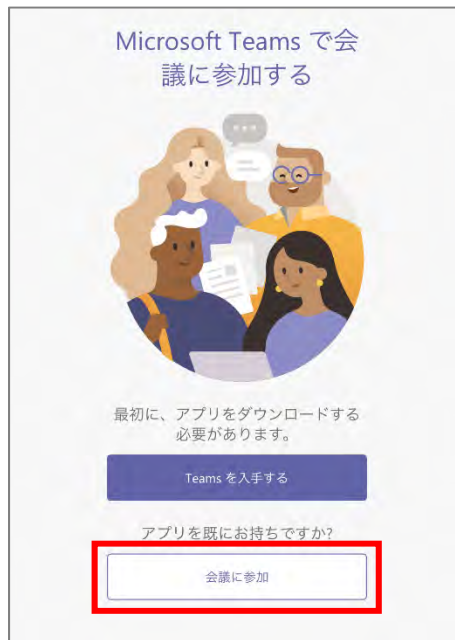 Microsoft Teams で会
議に参加する
最初に、アプリをダウンロードする
必要があります。
Teams を入手する
アプリを既にお持ちですか?
会議に参加